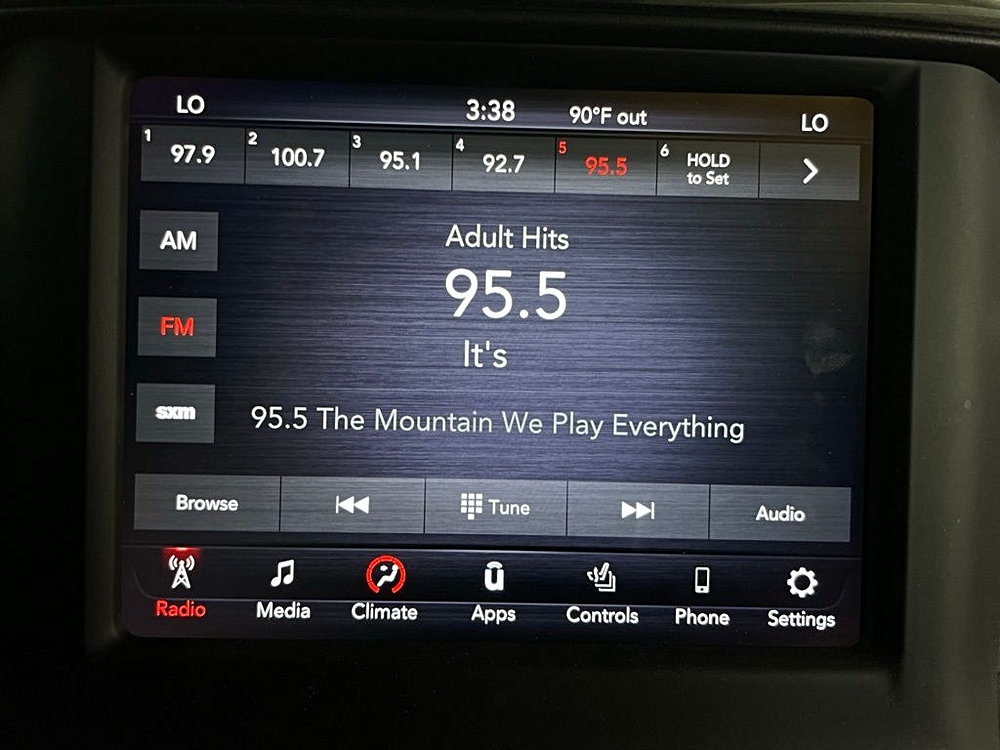 LO 3:38 90°F out LO
1 97.9 2 100.7 3 95.1 4 92.7 5 95.5 6 HOLD to Set
AM
Adult Hits
95.5
FM
It's
sxm
95.5 The Mountain We Play Everything
Browse Tune Audio
Radio Media Climate Apps Controls Phone Settings